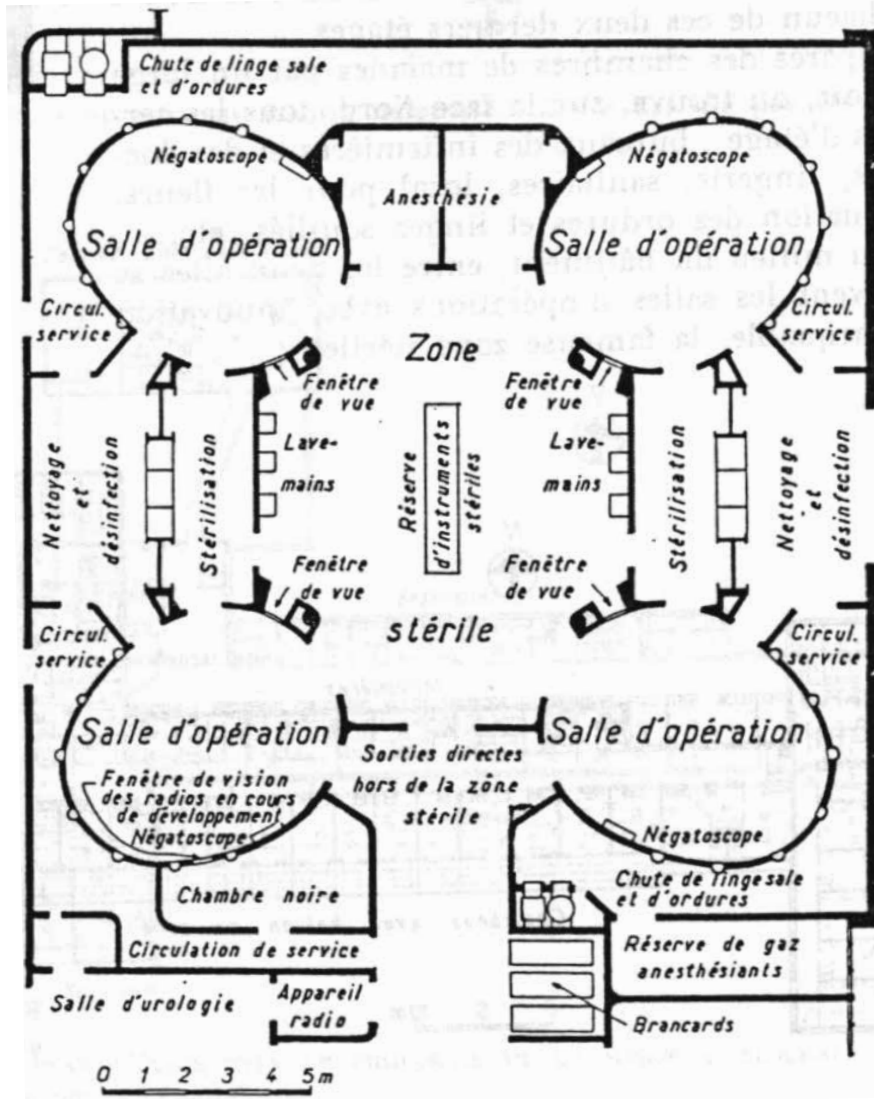 Chute de linge sale
et d'ordures
Négatoscope
Anesthésie
Négatoscope
Salle d'opération
Salle d'opération
Circul.
service
Circul.
service
Zone
Fenêtre
de vue
Fenêtre
de vue
Nettoyage
et
désinfection
Stérilisation
Lave-
mains
Réserve
d'instruments
stériles
Lave-
mains
Stérilisation
Nettoyage
et
désinfection
Fenêtre
de vue
Fenêtre
de vue
stérile
Circul.
service
Circul.
service
Salle d'opération
Salle d'opération
Fenêtre de vision
des radios en cours
de développement
Négatoscope
Sorties directes
hors de la zône
stérile
Négatoscope
Chambre noire
Chute de linge sale
et d'ordures
Circulation de service
Réserve de gaz
anesthésiants
Salle d'urologie
Appareil
radio
Brancards
0 1 2 3 4 5m